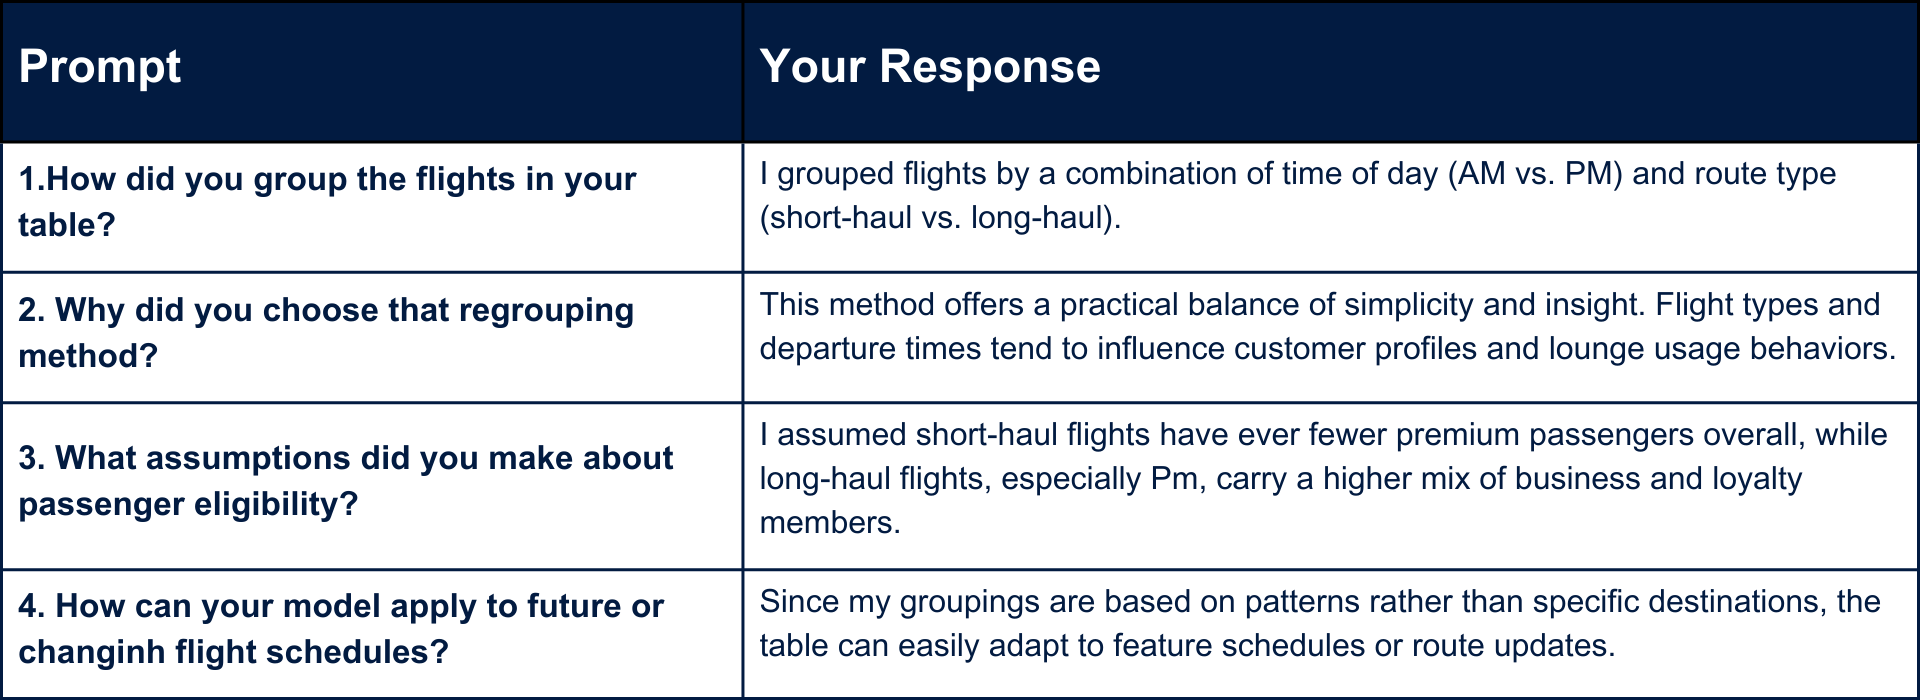 Prompt
Your Response
1.How did you group the flights in your
table?
I grouped flights by a combination of time of day (AM vs. PM) and route type
(short-haul vs. long-haul).
2. Why did you choose that regrouping
method?
This method offers a practical balance of simplicity and insight. Flight types and
departure times tend to influence customer profiles and lounge usage behaviors.
3. What assumptions did you make about
passenger eligibility?
I assumed short-haul flights have ever fewer premium passengers overall, while
long-haul flights, especially Pm, carry a higher mix of business and loyalty
members.
4. How can your model apply to future or
changinh flight schedules?
Since my groupings are based on patterns rather than specific destinations, the
table can easily adapt to feature schedules or route updates.